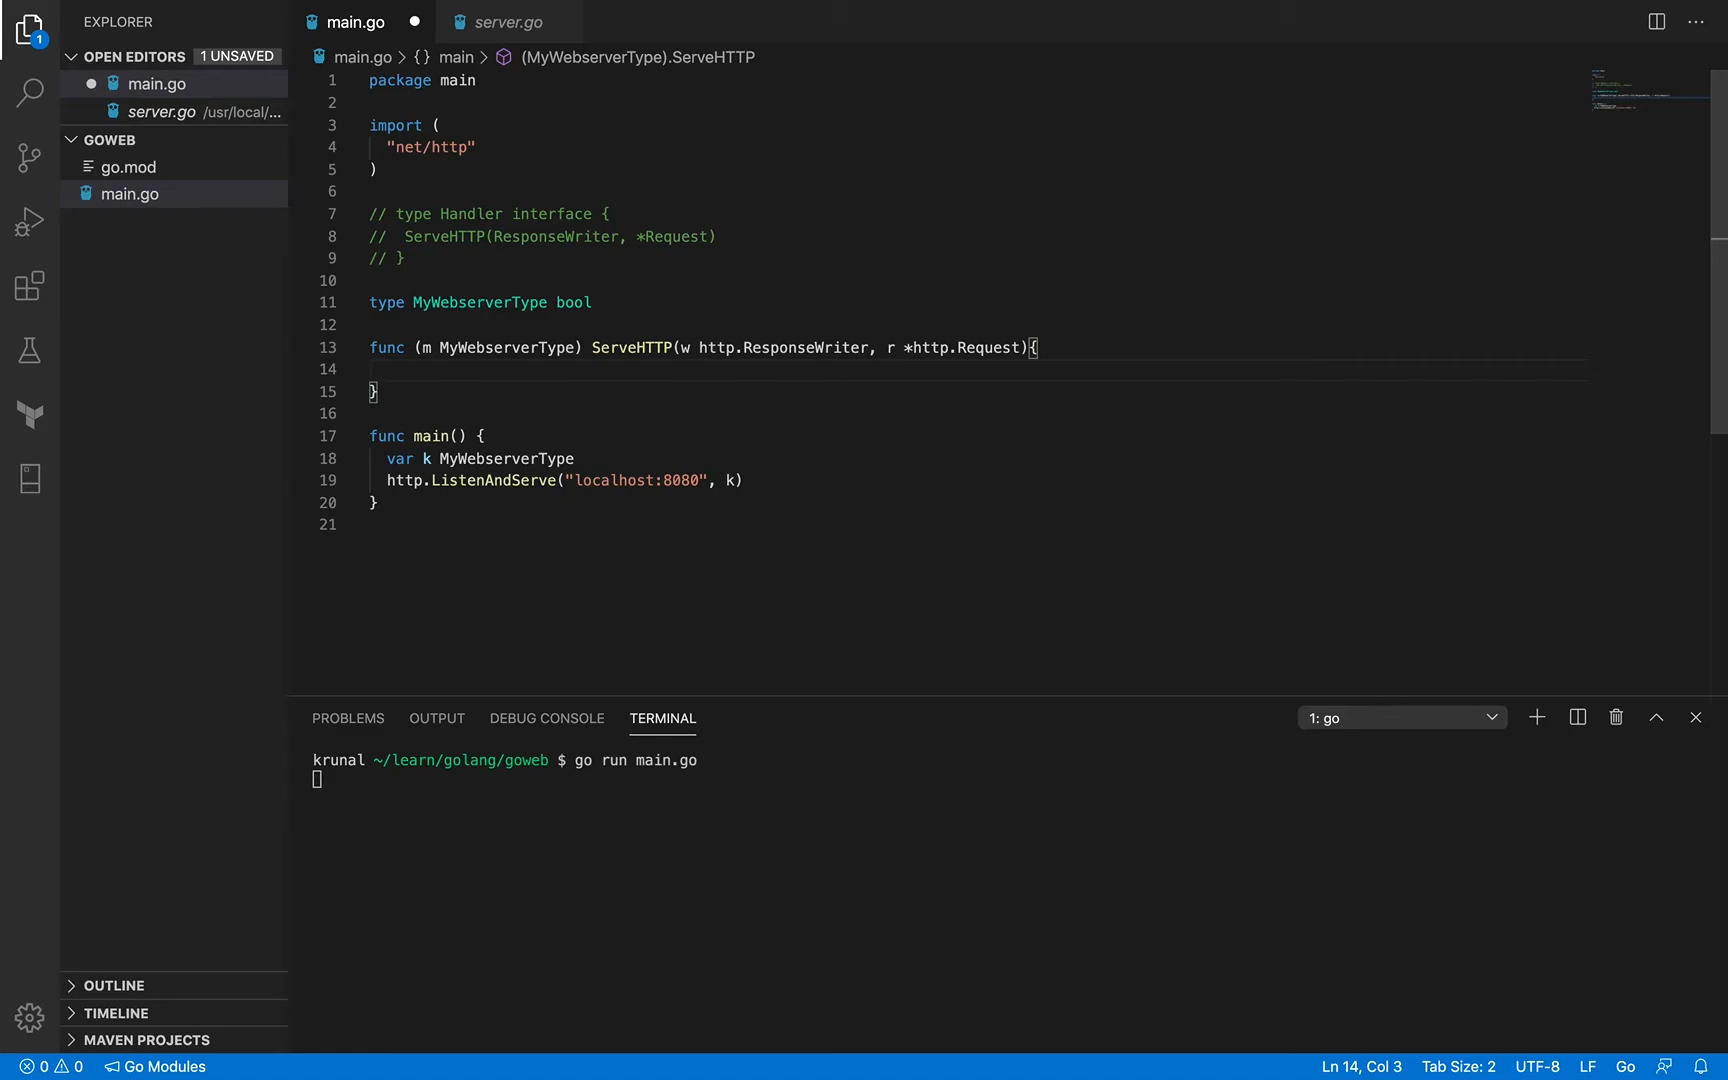 EXPLORER
OPEN EDITORS 1 UNSAVED
main.go
server.go /usr/local/...
GOWEB
go.mod
main.go
OUTLINE
TIMELINE
MAVEN PROJECTS
1
main.go
server.go
main.go > {} main > (MyWebserverType).ServeHTTP
1 package main
2
3 import (
4 "net/http"
5 )
6
7 // type Handler interface {
8 // ServeHTTP(ResponseWriter, *Request)
9 // }
10
11 type MyWebserverType bool
12
13 func (m MyWebserverType) ServeHTTP(w http.ResponseWriter, r *http.Request){
14
15 }
16
17 func main() {
18 var k MyWebserverType
19 http.ListenAndServe("localhost:8080", k)
20 }
21
PROBLEMS OUTPUT DEBUG CONSOLE TERMINAL 1: go
krunal ~/learn/golang/goweb $ go run main.go
0 0 Go Modules Ln 14, Col 3 Tab Size: 2 UTF-8 LF Go